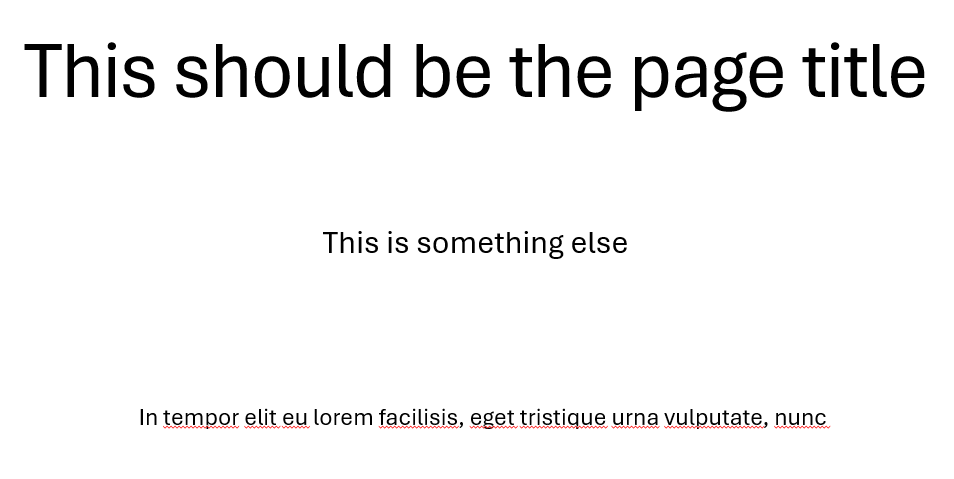 This should be the page title
This is something else
In tempor elit eu lorem facilisis, eget tristique urna vulputate, nunc